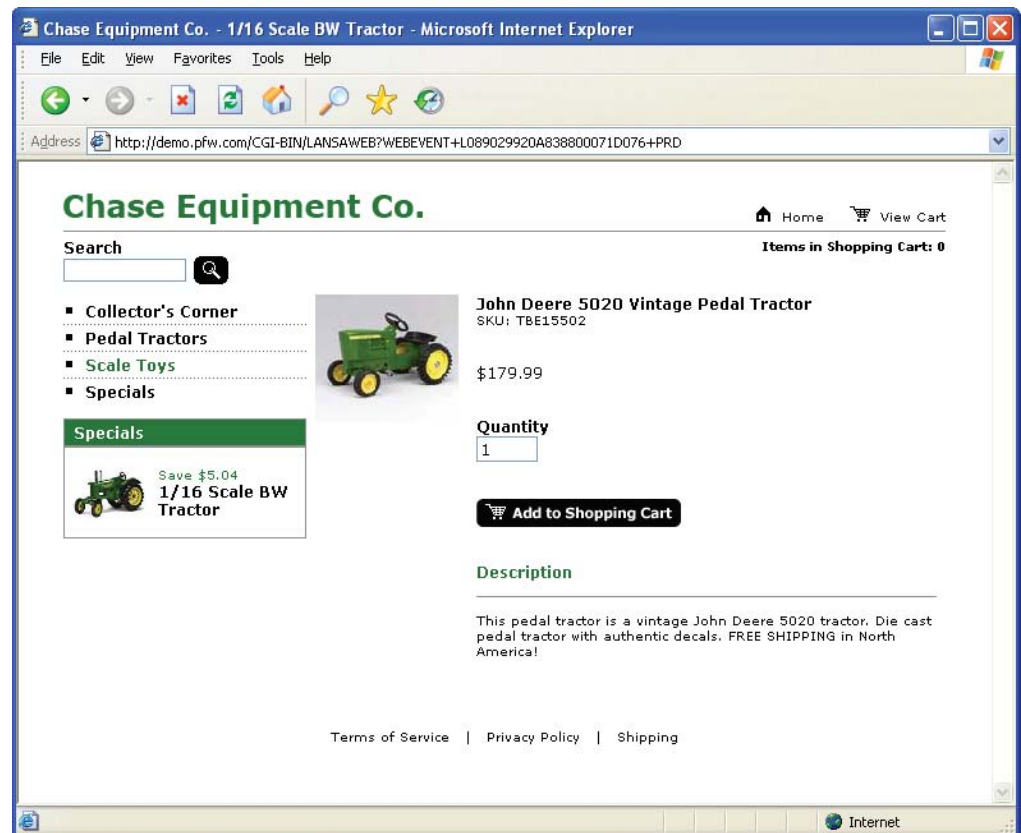 Chase Equipment Co. - 1/16 Scale BW Tractor - Microsoft Internet Explorer
File Edit View Favorites Tools Help
Address http://demo.pfw.com/CGI-BIN/LANSAWEB?WEBEVENT+L089029920A838800071D076+PRD
Chase Equipment Co.
Home View Cart
Search
Items in Shopping Cart: 0
Collector's Corner
Pedal Tractors
Scale Toys
Specials
Specials
Save $5.04
1/16 Scale BW
Tractor
John Deere 5020 Vintage Pedal Tractor
SKU: TBE15502
$179.99
Quantity
1
Add to Shopping Cart
Description
This pedal tractor is a vintage John Deere 5020 tractor. Die cast
pedal tractor with authentic decals. FREE SHIPPING in North
America!
Terms of Service | Privacy Policy | Shipping
Internet